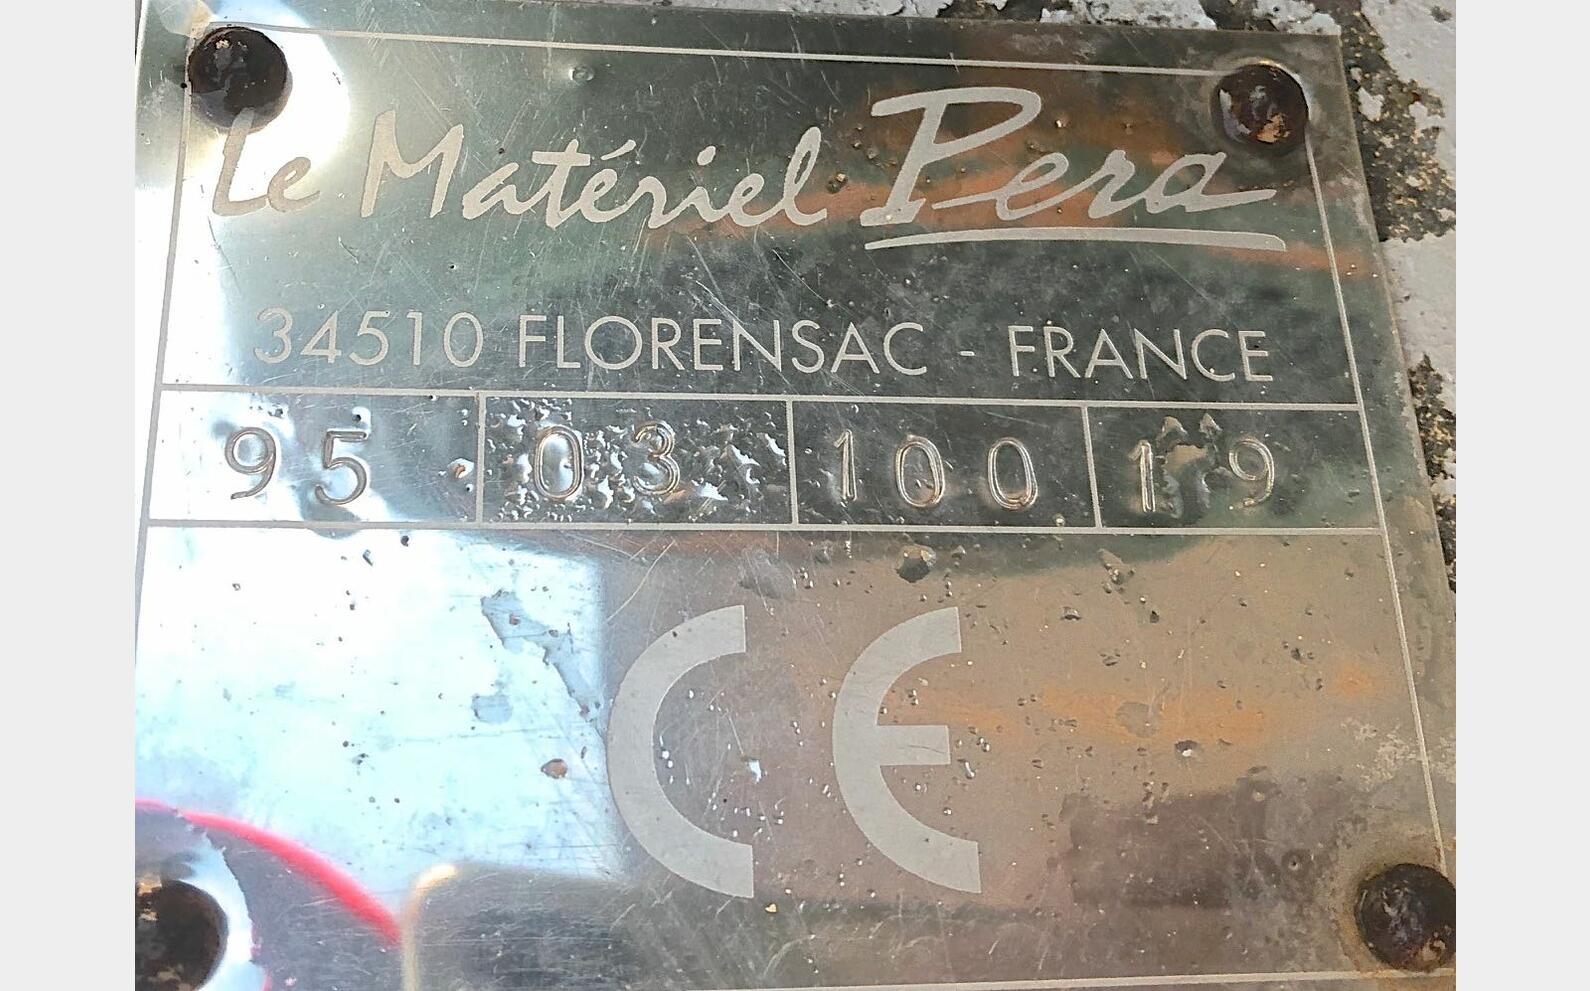 Le Matériel Pera
34510 FLORENSAC - FRANCE
95 03 100 19
CE